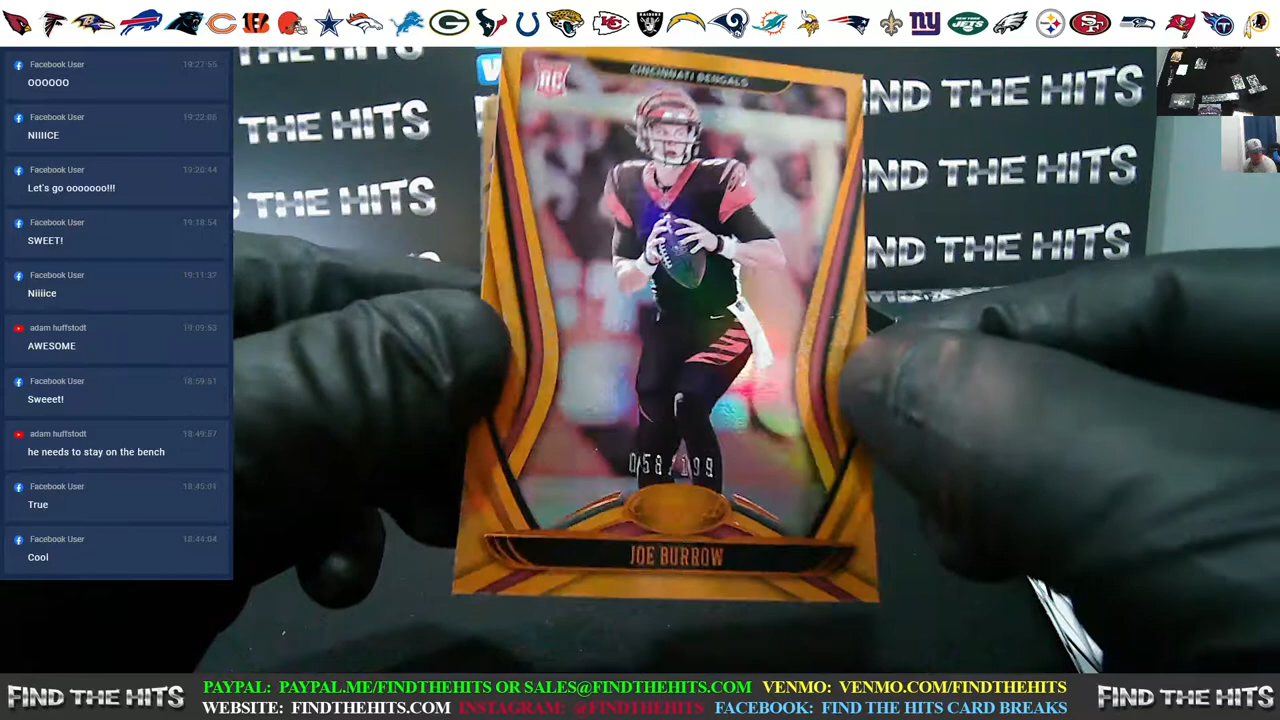 Facebook User 19:27:55
OOOOOO
Facebook User 19:22:05
NIIIICE
Facebook User 19:20:44
Let's go ooooooo!!!
Facebook User 19:18:54
SWEET!
Facebook User 19:11:37
Niiiice
adam huffstodt 19:09:53
AWESOME
Facebook User 18:59:51
Sweeet!
adam huffstodt 18:49:57
he needs to stay on the bench
Facebook User 18:45:01
True
Facebook User 18:44:04
Cool
THE HITS
THE HITS
THE HITS
FIND THE HITS
FIND THE HITS
FIND THE HITS
RC
CINCINNATI BENGALS
058/199
JOE BURROW
FIND THE HITS
PAYPAL: PAYPAL.ME/FINDTHEHITS OR SALES@FINDTHEHITS.COM VENMO: VENMO.COM/FINDTHEHITS
WEBSITE: FINDTHEHITS.COM INSTAGRAM: @FINDTHEHITS FACEBOOK: FIND THE HITS CARD BREAKS
FIND THE HITS